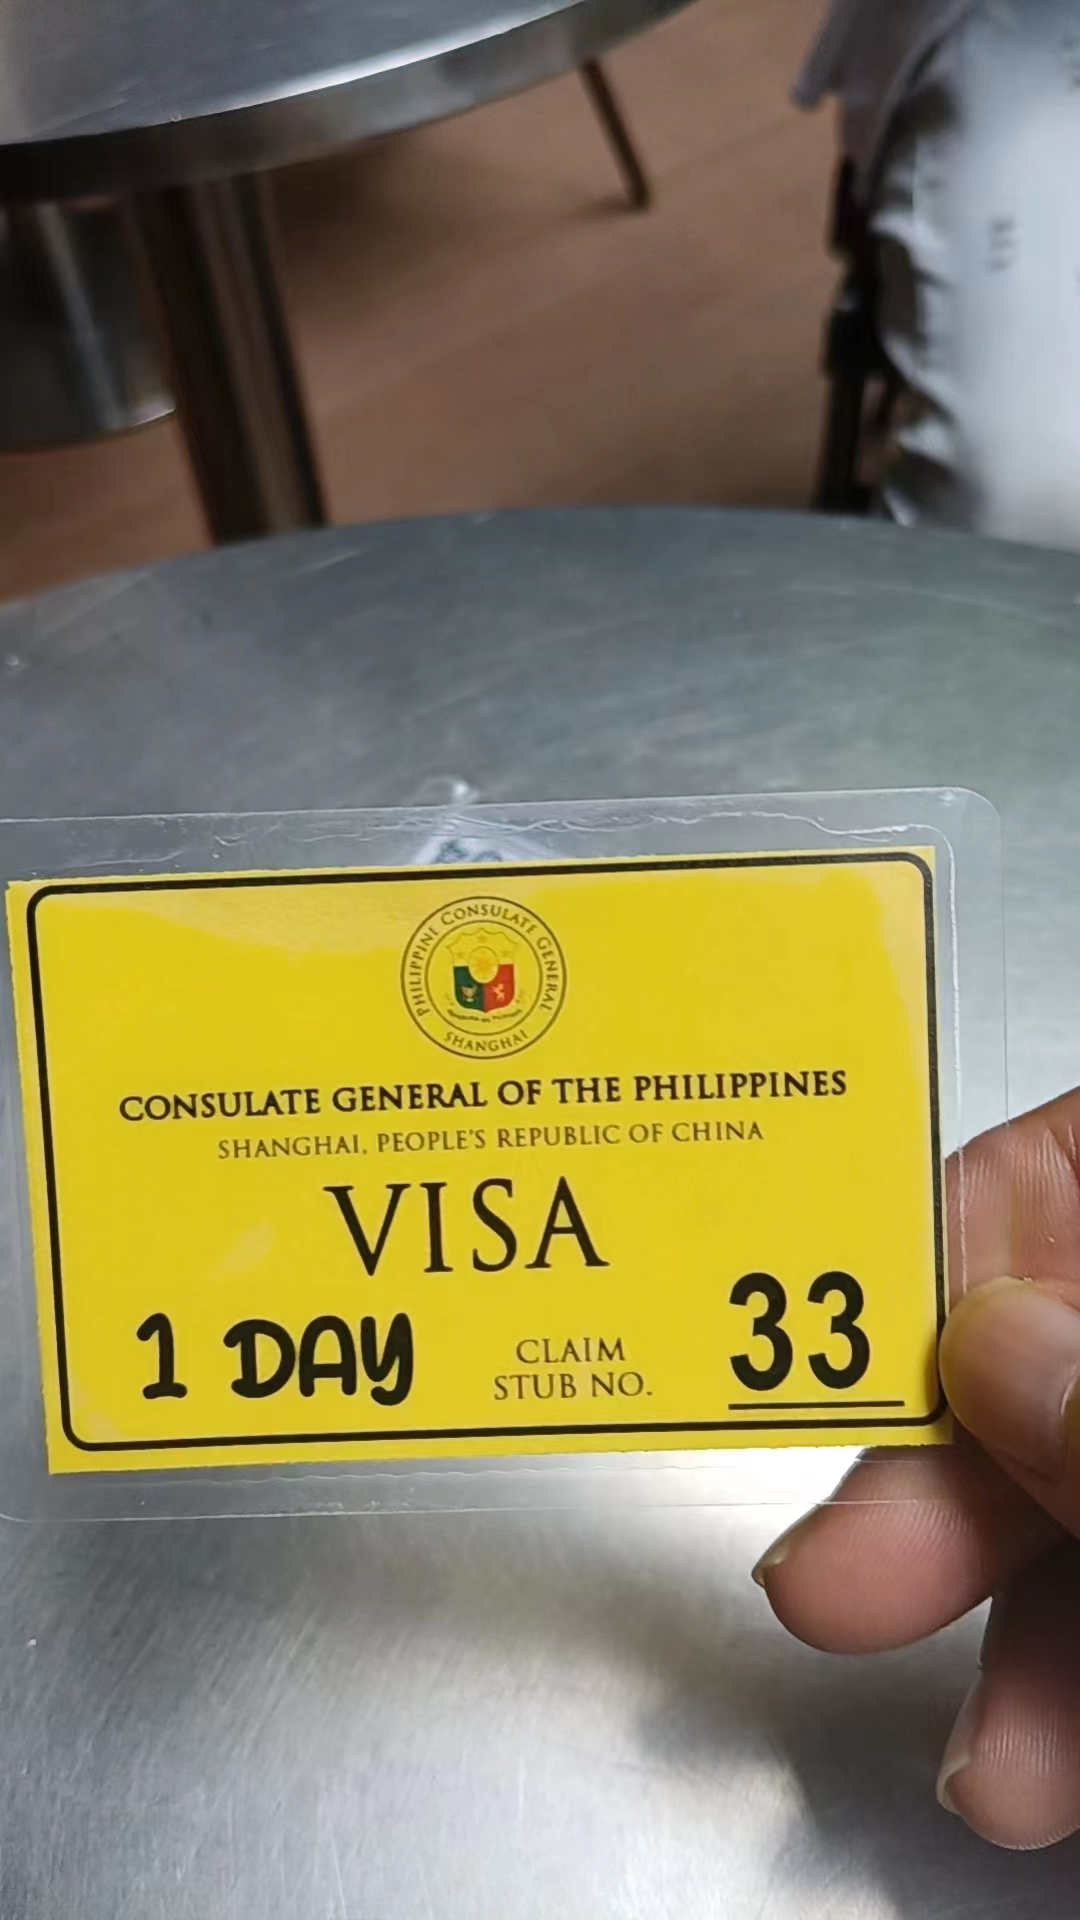 PHILIPPINE CONSULATE GENERAL
SHANGHAI
CONSULATE GENERAL OF THE PHILIPPINES
SHANGHAI, PEOPLE'S REPUBLIC OF CHINA
VISA
1 DAY
CLAIM
STUB NO.
33